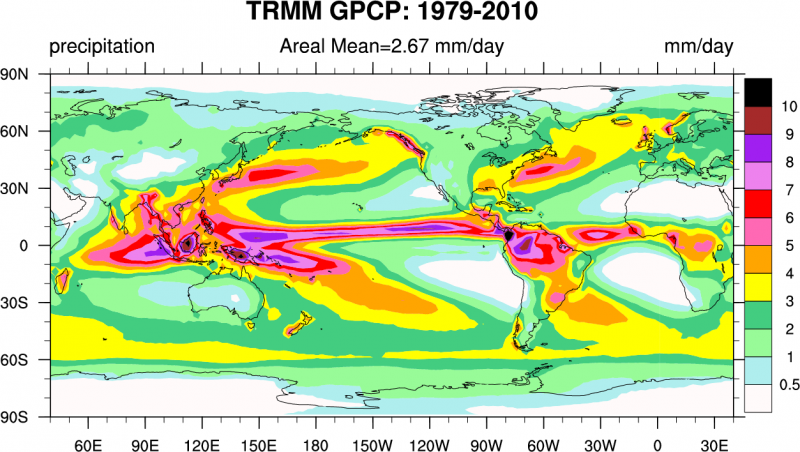 TRMM GPCP: 1979-2010
precipitation Areal Mean=2.67 mm/day mm/day
90N
60N
30N
0
30S
60S
90S
60E 90E 120E 150E 180 150W 120W 90W 60W 30W 0 30E
10
9
8
7
6
5
4
3
2
1
0.5